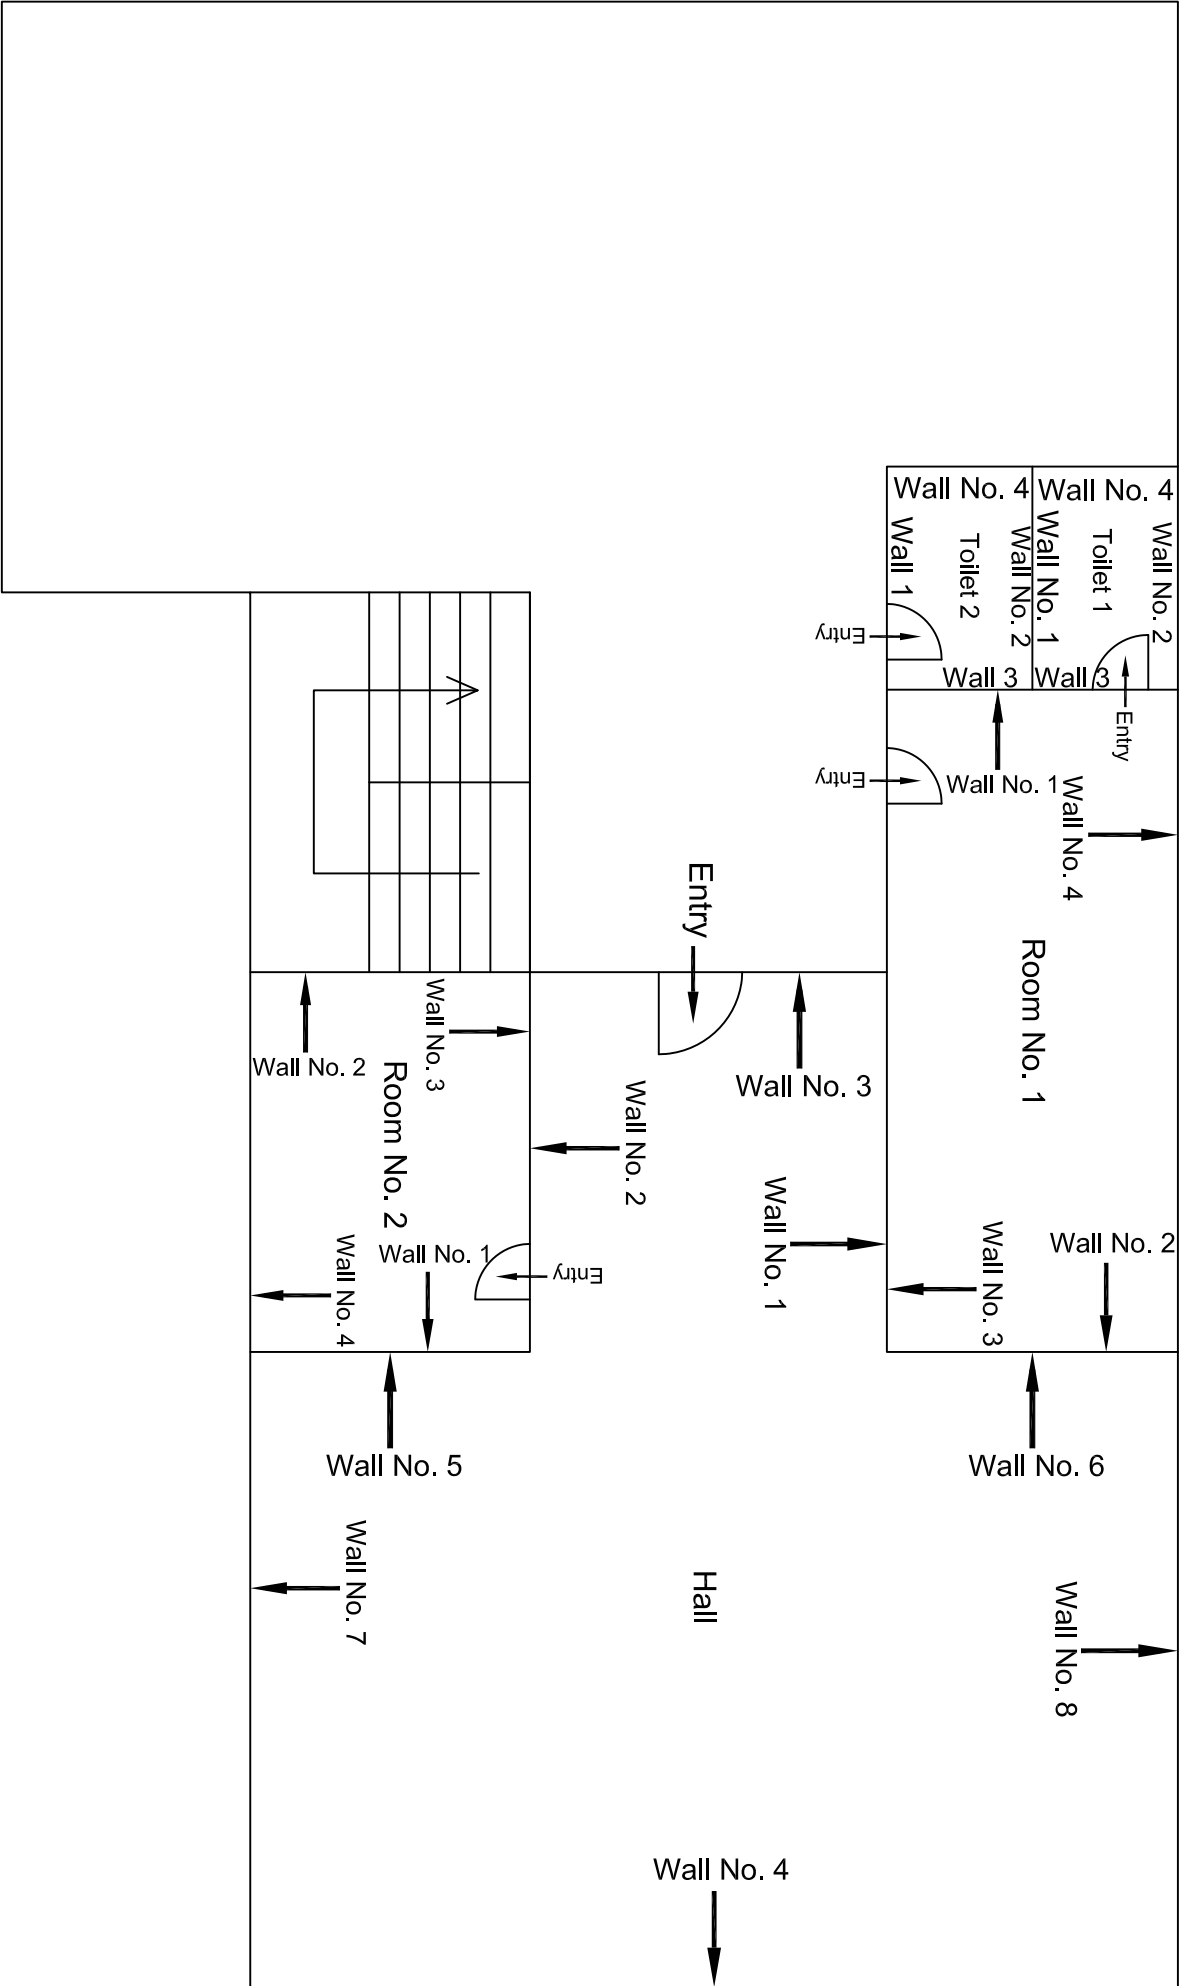 Wall No. 4
Wall No. 4
Wall 1
Toilet 2
Wall No. 2
Wall No. 1
Toilet 1
Wall No. 2
Entry
Wall 3
Wall 3
Entry
Entry
Wall No. 1
Wall No. 4
Entry
Room No. 1
Wall No. 3
Wall No. 2
Room No. 2
Wall No. 3
Wall No. 2
Wall No. 1
Wall No. 3
Wall No. 2
Wall No. 4
Wall No. 1
Entry
Wall No. 5
Wall No. 6
Wall No. 7
Hall
Wall No. 8
Wall No. 4